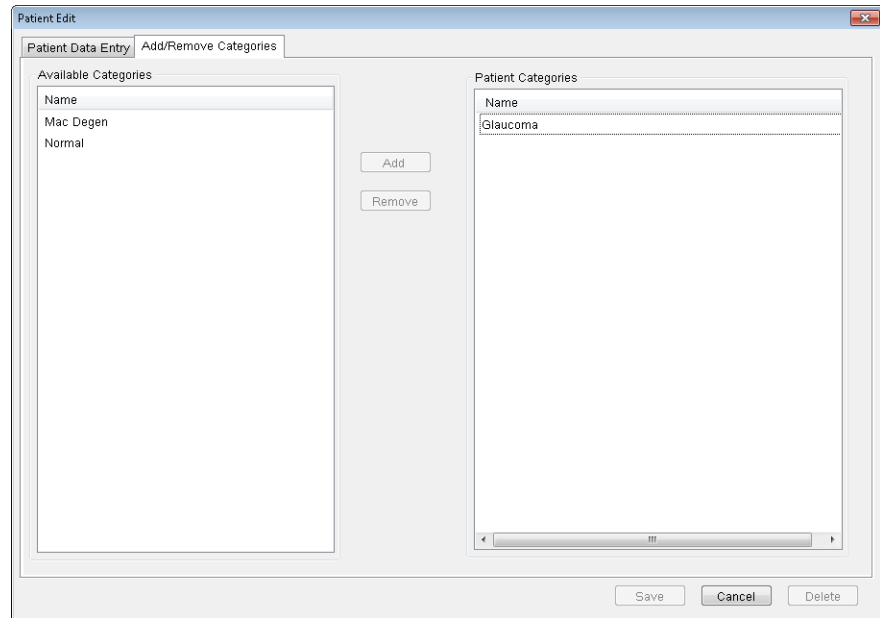 Patient Edit
Patient Data Entry
Add/Remove Categories
Available Categories
Name
Mac Degen
Normal
Add
Remove
Patient Categories
Name
Glaucoma
Save
Cancel
Delete